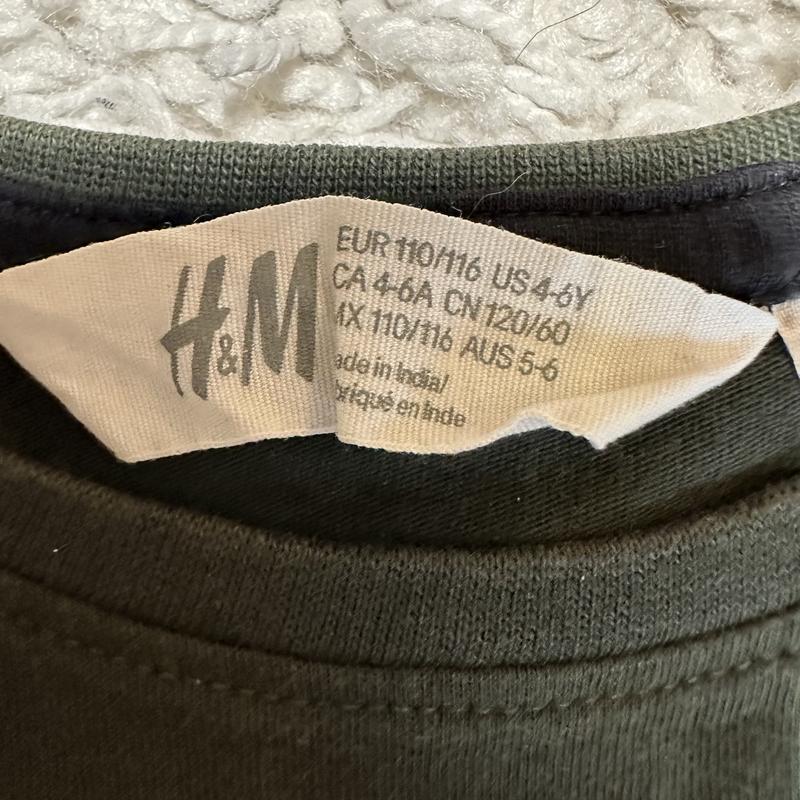 H&M
EUR 110/116 US 4-6Y
CA 4-6A CN 120/60
MX 110/116 AUS 5-6
ade in India/
briqué en Inde